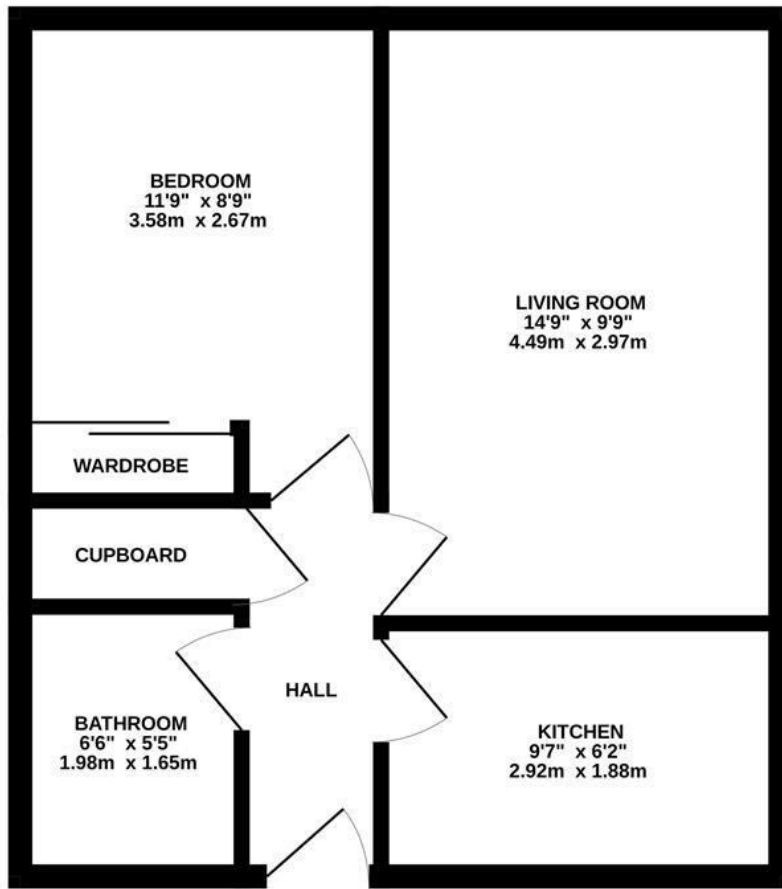 BEDROOM
11'9" x 8'9"
3.58m x 2.67m
LIVING ROOM
14'9" x 9'9"
4.49m x 2.97m
WARDROBE
CUPBOARD
HALL
BATHROOM
6'6" x 5'5"
1.98m x 1.65m
KITCHEN
9'7" x 6'2"
2.92m x 1.88m